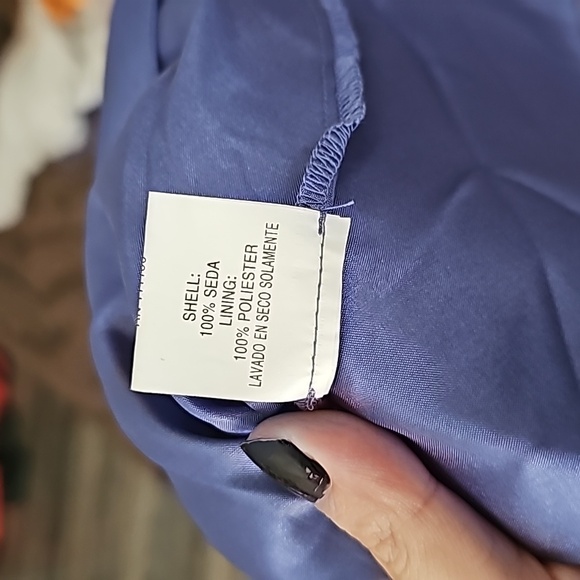 SHELL:
100% SEDA
LINING:
100% POLIESTER
LAVADO EN SECO SOLAMENTE